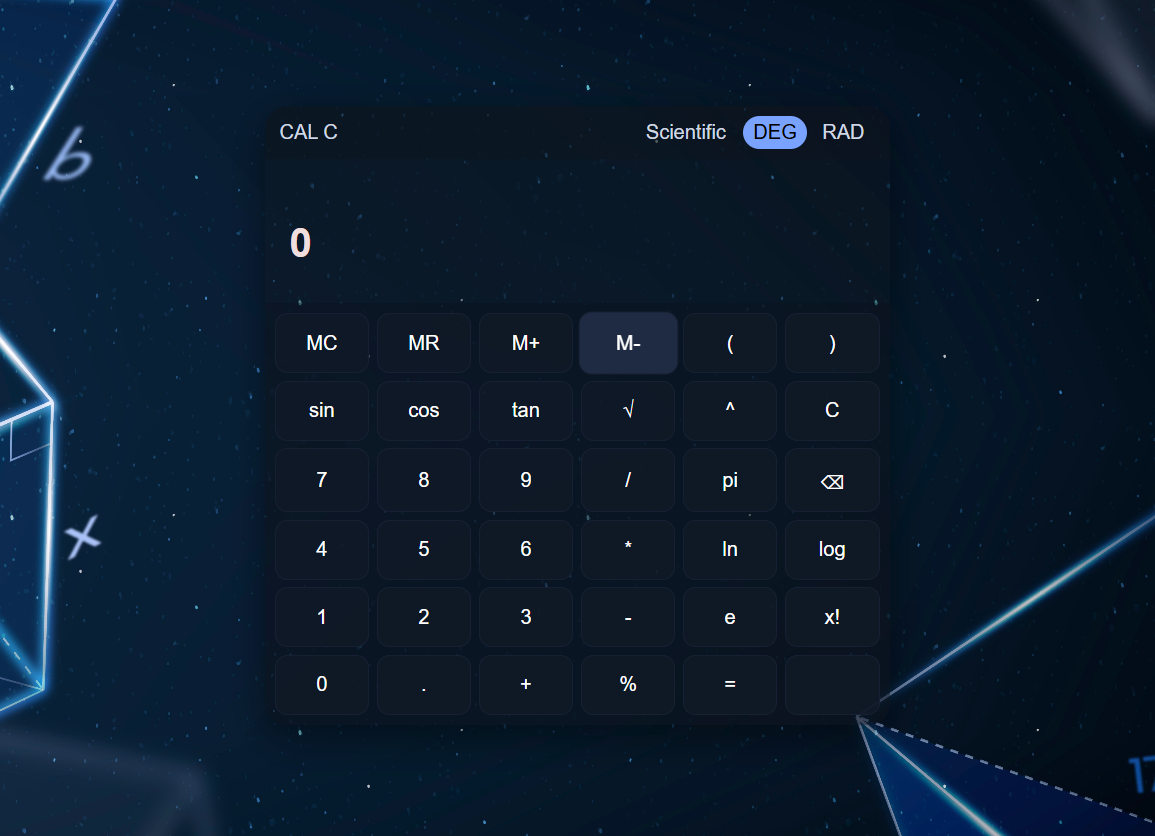 CAL C Scientific DEG RAD
0
MC MR M+ M- ( )
sin cos tan √ ^ C
7 8 9 / pi ⌫
b
4 5 6 * ln log
x
1 2 3 - e x!
0 . + % =